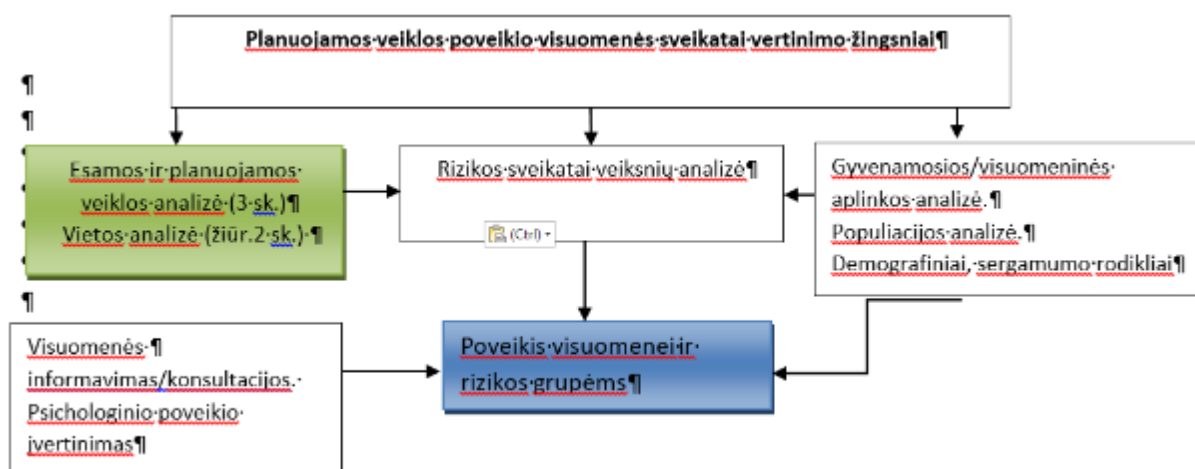 Planuojamos·veiklos·poveikio·visuomenės·sveikatai·vertinimo·žingsniai¶
¶
¶
¶
Esamos·ir·planuojamos·
veiklos·analizė·(3·sk.)¶
Vietos·analizė·(žiūr.2·sk.)·¶
Rizikos·sveikatai·veiksnių·analizė¶
(Ctrl)
Gyvenamosios/visuomeninės·
aplinkos·analizė.¶
Populiacijos·analizė.¶
Demografiniai,·sergamumo·rodikliai¶
Visuomenės·¶
informavimas/konsultacijos.·
Psichologinio·poveikio·
įvertinimas¶
Poveikis·visuomenei·ir·
rizikos·grupėms¶